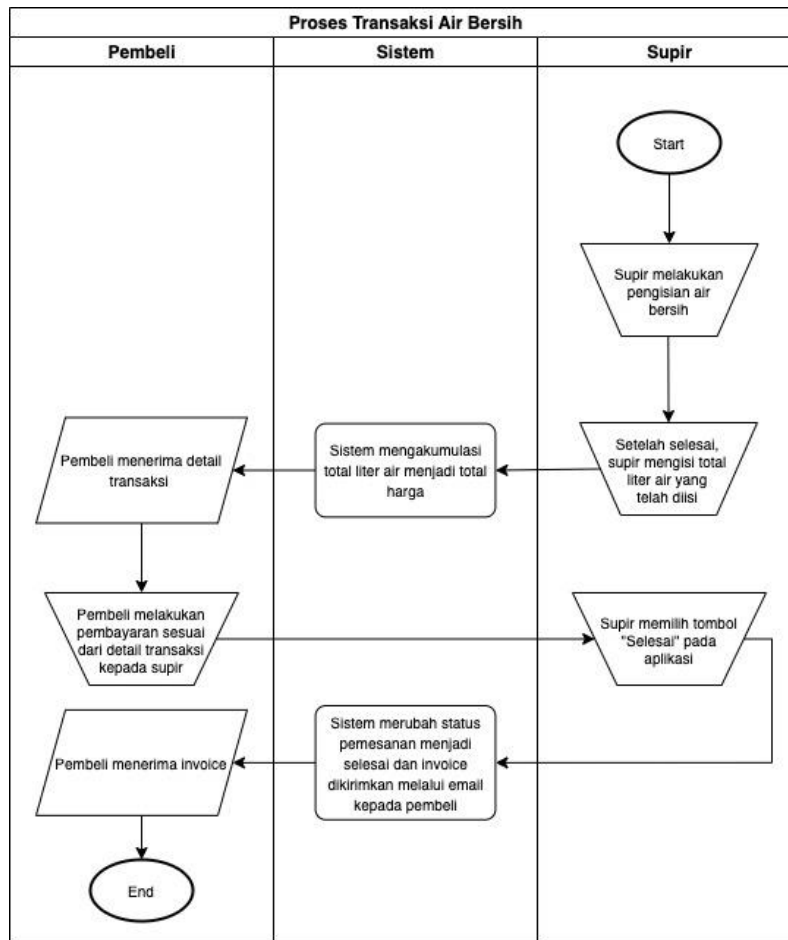 Proses Transaksi Air Bersih
Pembeli
Sistem
Supir
Start
Supir melakukan
pengisian air
bersih
Setelah selesai,
supir mengisi total
liter air yang
telah diisi
Sistem mengakumulasi
total liter air menjadi total
harga
Pembeli menerima detail
transaksi
Pembeli melakukan
pembayaran sesuai
dari detail transaksi
kepada supir
Supir memilih tombol
"Selesai" pada
aplikasi
Sistem merubah status
pemesanan menjadi
selesai dan invoice
dikirimkan melalui email
kepada pembeli
Pembeli menerima invoice
End